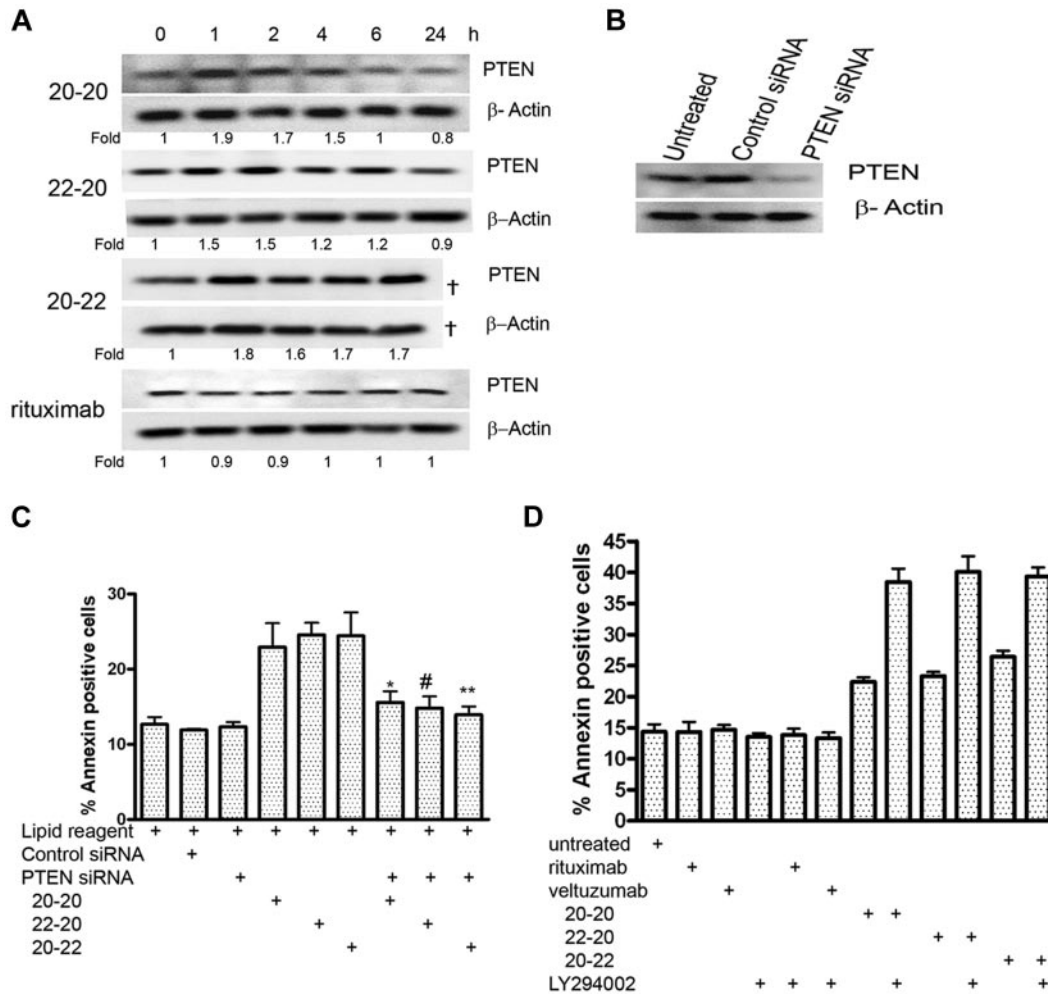 A
0 1 2 4 6 24 h
20-20
PTEN
β- Actin
Fold 1 1.9 1.7 1.5 1 0.8
22-20
PTEN
β–Actin
Fold 1 1.5 1.5 1.2 1.2 0.9
20-22
PTEN
†
β–Actin
†
Fold 1 1.8 1.6 1.7 1.7
rituximab
PTEN
β–Actin
Fold 1 0.9 0.9 1 1 1
B
Untreated
Control siRNA
PTEN siRNA
PTEN
β- Actin
C
% Annexin positive cells
30
20
10
0
* # **
Lipid reagent + + + + + + + + +
Control siRNA +
PTEN siRNA + + + +
20-20 + +
22-20 + +
20-22 + +
D
% Annexin positive cells
45
40
35
30
25
20
15
10
5
0
untreated +
rituximab + +
veltuzumab + +
20-20 + +
22-20 + +
20-22 + +
LY294002 + + + + + +